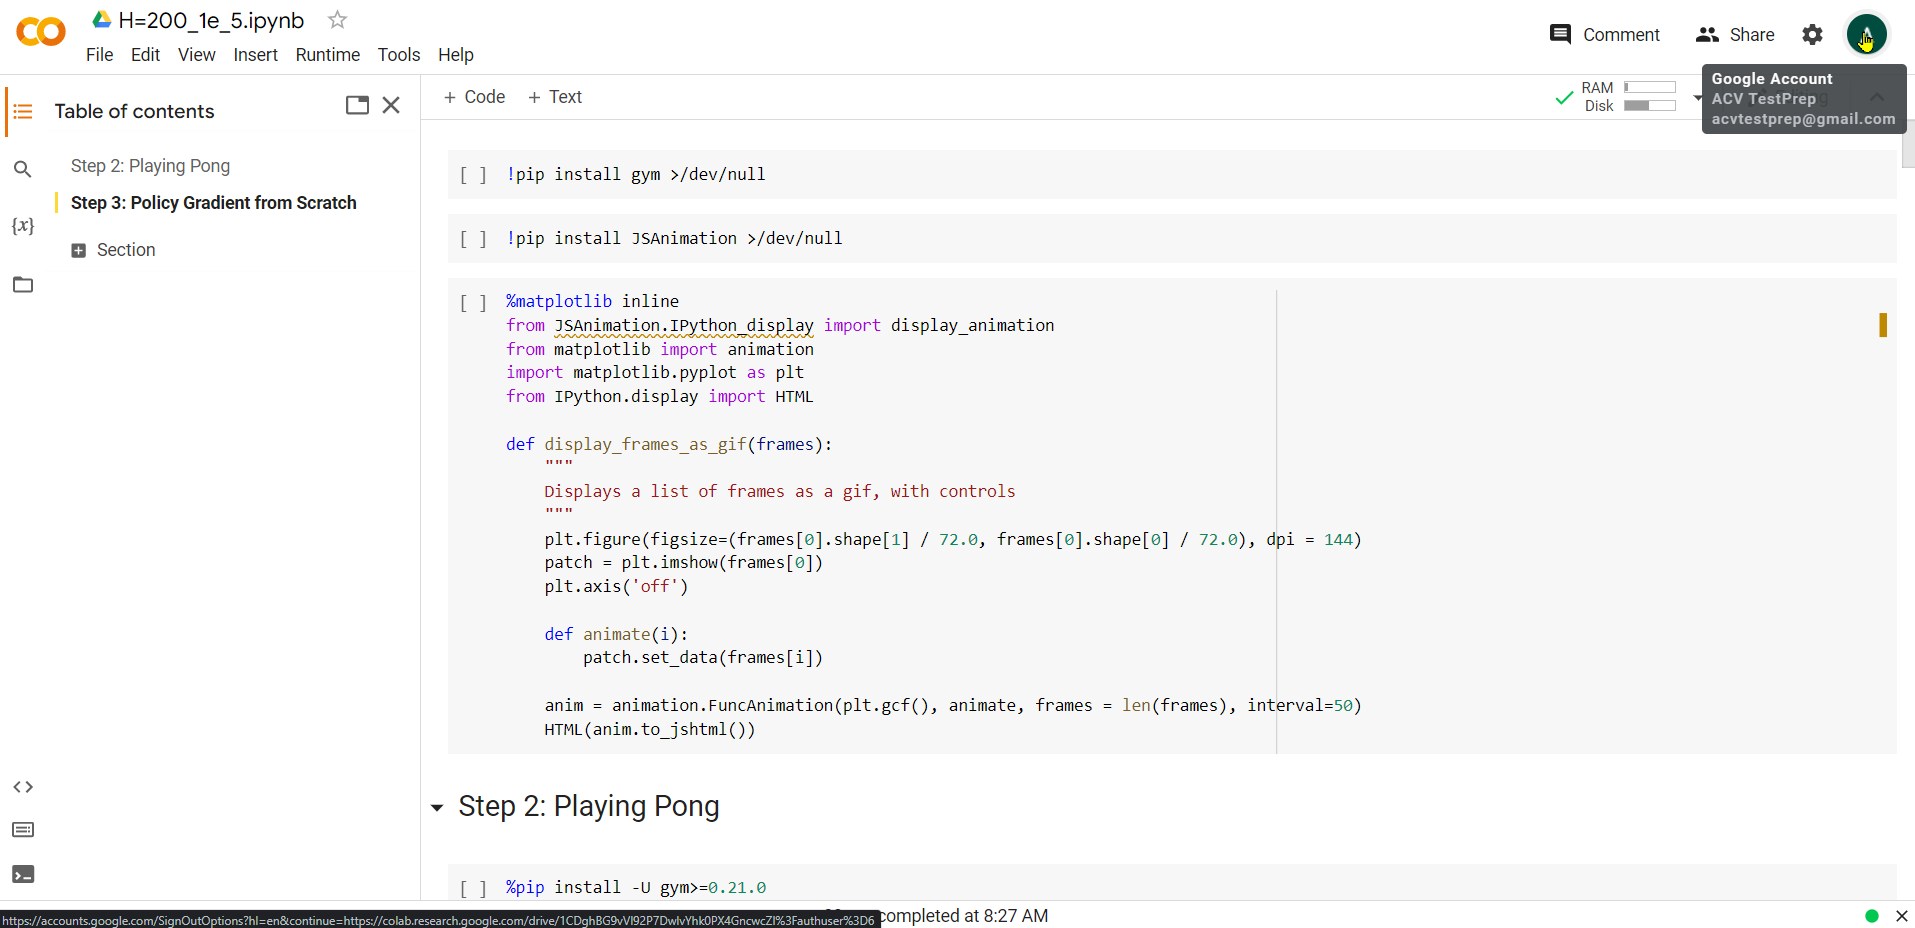 H=200_1e_5.ipynb
File Edit View Insert Runtime Tools Help
Comment Share
Google Account
ACV TestPrep
acvtestprep@gmail.com
Table of contents
Step 2: Playing Pong
Step 3: Policy Gradient from Scratch
Section
{x}
+ Code + Text
RAM
Disk
[ ] !pip install gym >/dev/null
[ ] !pip install JSAnimation >/dev/null
[ ] %matplotlib inline
from JSAnimation.IPython_display import display_animation
from matplotlib import animation
import matplotlib.pyplot as plt
from IPython.display import HTML
def display_frames_as_gif(frames):
"""
Displays a list of frames as a gif, with controls
"""
plt.figure(figsize=(frames[0].shape[1] / 72.0, frames[0].shape[0] / 72.0), dpi = 144)
patch = plt.imshow(frames[0])
plt.axis('off')
def animate(i):
patch.set_data(frames[i])
anim = animation.FuncAnimation(plt.gcf(), animate, frames = len(frames), interval=50)
HTML(anim.to_jshtml())
Step 2: Playing Pong
[ ] %pip install -U gym>=0.21.0
completed at 8:27 AM